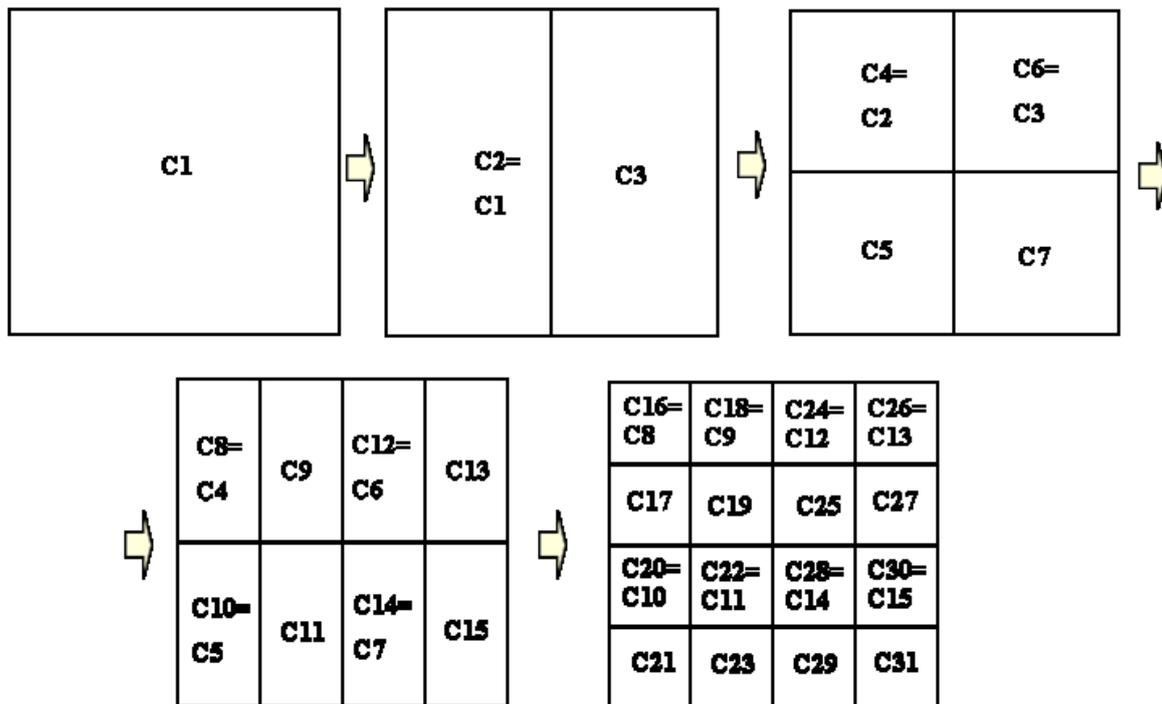 C1
C2=
C1
C3
C4=
C2
C6=
C3
C5
C7
C8=
C4
C9
C12=
C6
C13
C10=
C5
C11
C14=
C7
C15
C16=
C8
C18=
C9
C24=
C12
C26=
C13
C17
C19
C25
C27
C20=
C10
C22=
C11
C28=
C14
C30=
C15
C21
C23
C29
C31